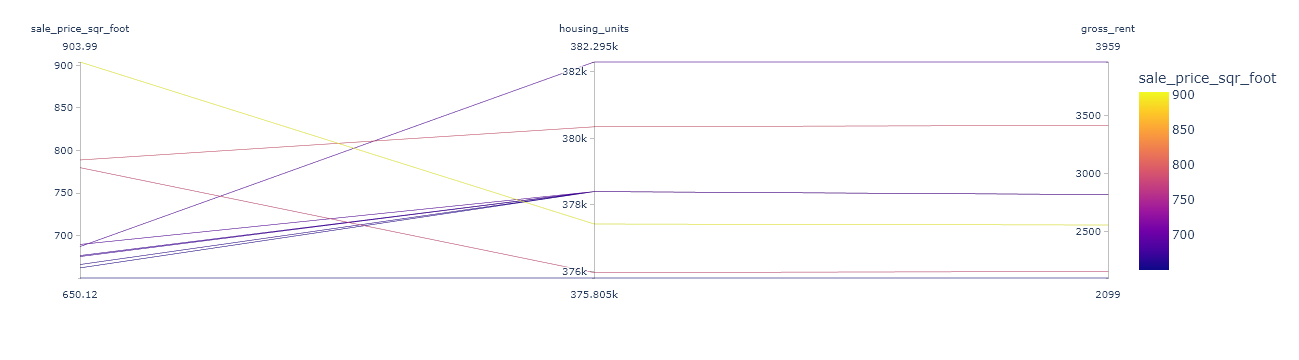 sale_price_sqr_foot housing_units gross_rent
903.99 382.295k 3959
900
850
800
750
700
650.12
382k
380k
378k
376k
375.805k
3500
3000
2500
2099
sale_price_sqr_foot
900
850
800
750
700